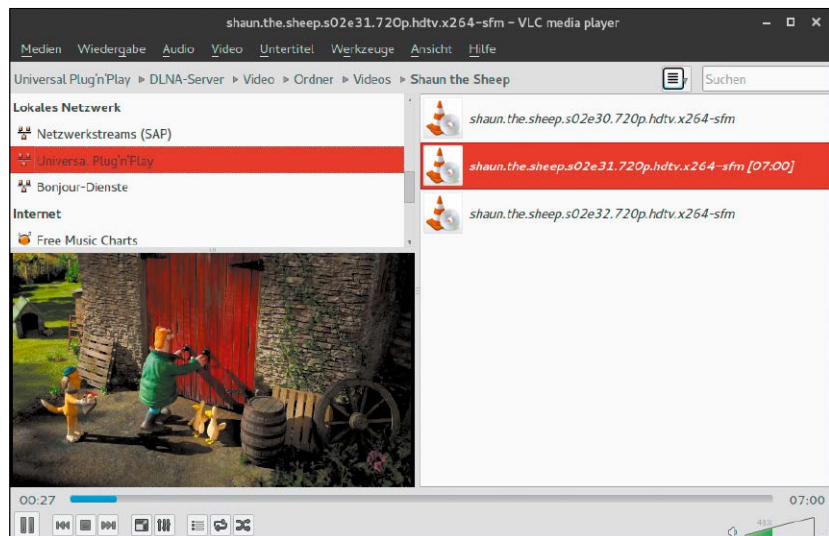 shaun.the.sheep.s02e31.720p.hdtv.x264-sfm – VLC media player
Medien Wiedergabe Audio Video Untertitel Werkzeuge Ansicht Hilfe
Universal Plug'n'Play ▶ DLNA-Server ▶ Video ▶ Ordner ▶ Videos ▶ Shaun the Sheep
Suchen
Lokales Netzwerk
Netzwerkstreams (SAP)
Universal Plug'n'Play
Bonjour-Dienste
Internet
Free Music Charts
shaun.the.sheep.s02e30.720p.hdtv.x264-sfm
shaun.the.sheep.s02e31.720p.hdtv.x264-sfm [07:00]
shaun.the.sheep.s02e32.720p.hdtv.x264-sfm
00:27
07:00